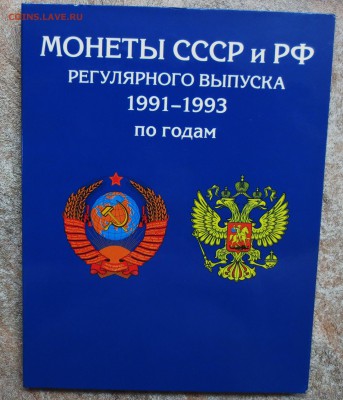 COINS.LAVE.RU
МОНЕТЫ СССР и РФ
РЕГУЛЯРНОГО ВЫПУСКА
1991–1993
по годам